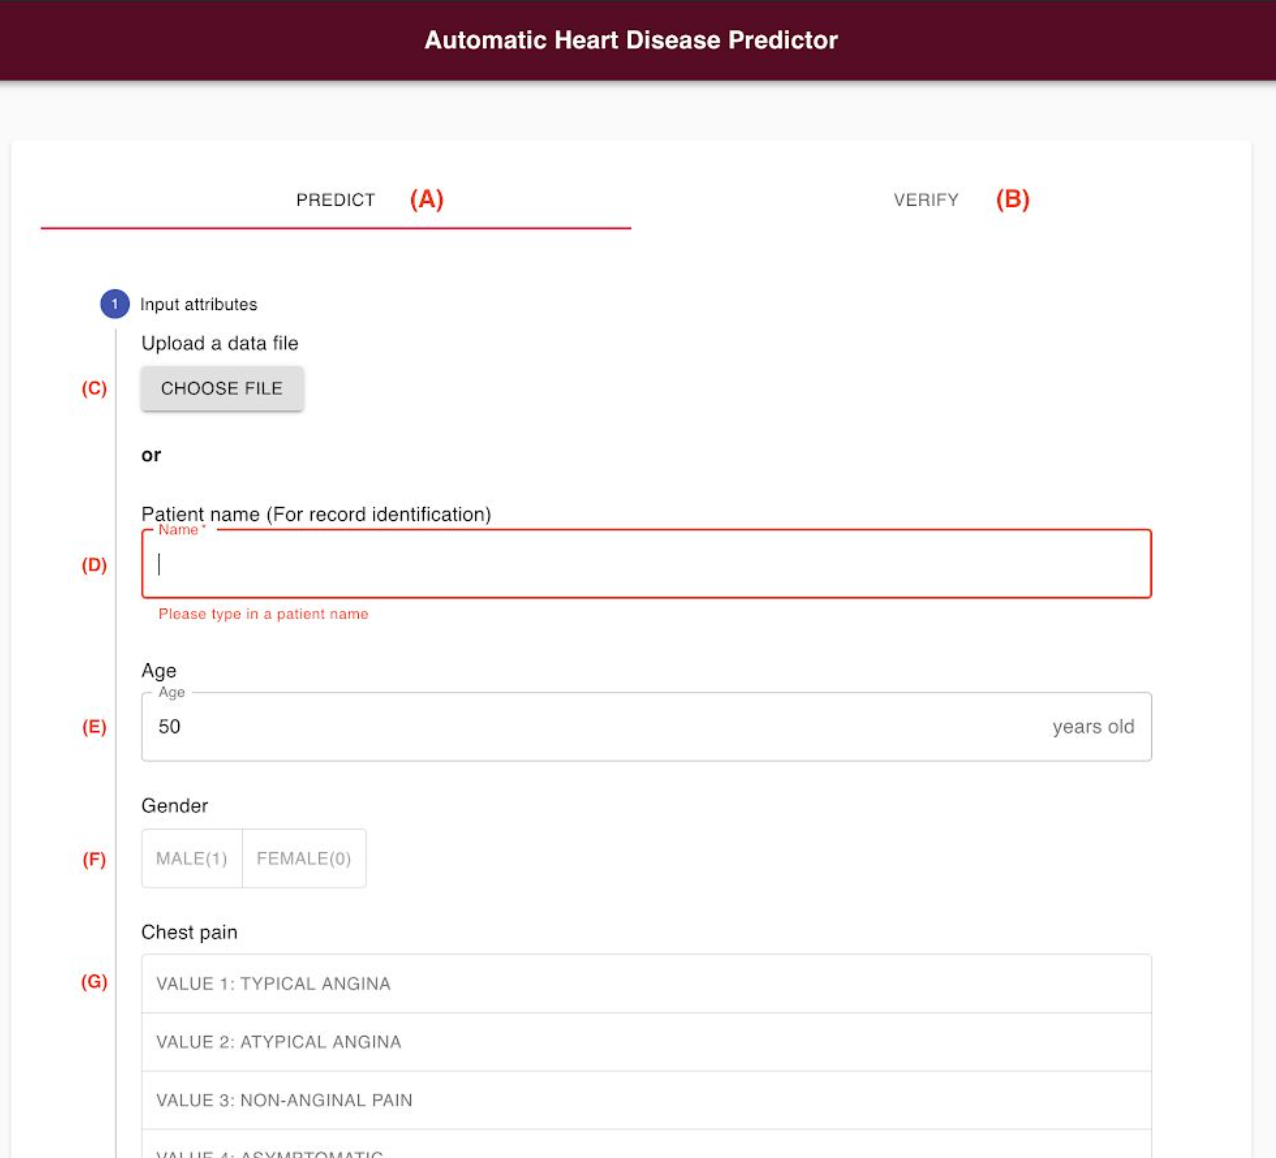 Automatic Heart Disease Predictor
PREDICT (A) VERIFY (B)
1 Input attributes
Upload a data file
(C) CHOOSE FILE
or
Patient name (For record identification)
Name *
(D)
Please type in a patient name
Age
Age
(E) 50 years old
Gender
(F) MALE(1) FEMALE(0)
Chest pain
(G) VALUE 1: TYPICAL ANGINA
VALUE 2: ATYPICAL ANGINA
VALUE 3: NON-ANGINAL PAIN
VALUE 4: ASYMPTOMATIC